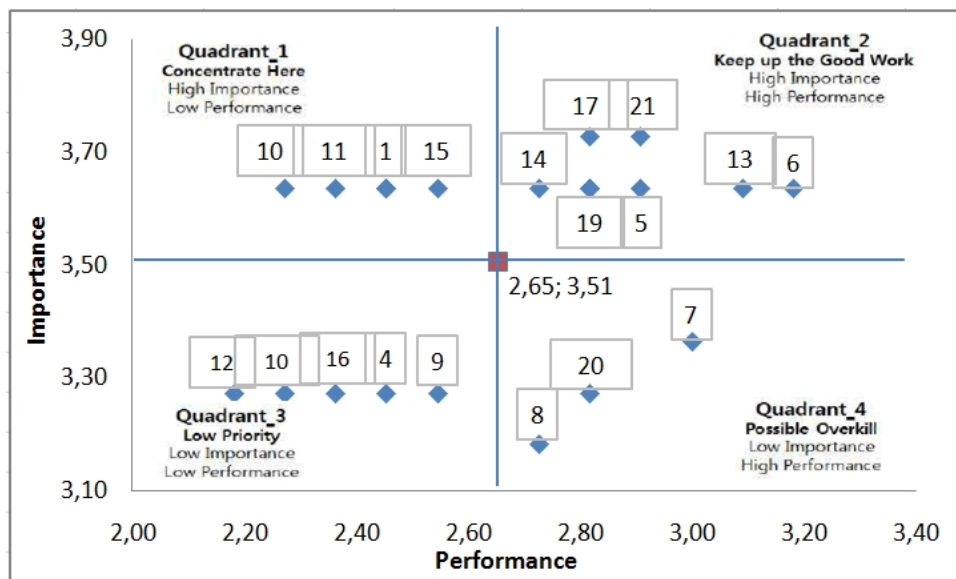 3,90
Quadrant_1
Concentrate Here
High Importance
Low Performance
Quadrant_2
Keep up the Good Work
High Importance
High Performance
17 21
3,70
10 11 1 15 14 13 6
19 5
3,50
2,65; 3,51
Importance
7
3,30
12 10 16 4 9 20
8
Quadrant_3
Low Priority
Low Importance
Low Performance
Quadrant_4
Possible Overkill
Low Importance
High Performance
3,10
2,00 2,20 2,40 2,60 2,80 3,00 3,20 3,40
Performance